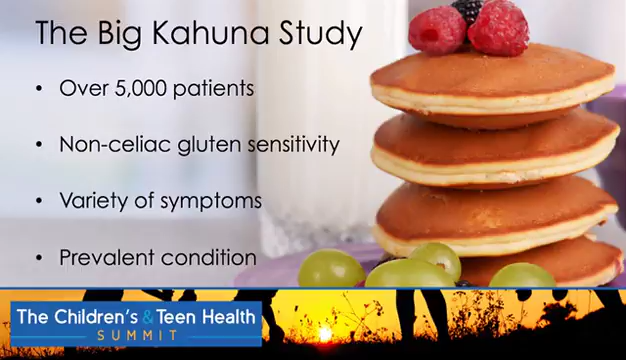 The Big Kahuna Study
• Over 5,000 patients
• Non-celiac gluten sensitivity
• Variety of symptoms
• Prevalent condition
The Children's & Teen Health
SUMMIT